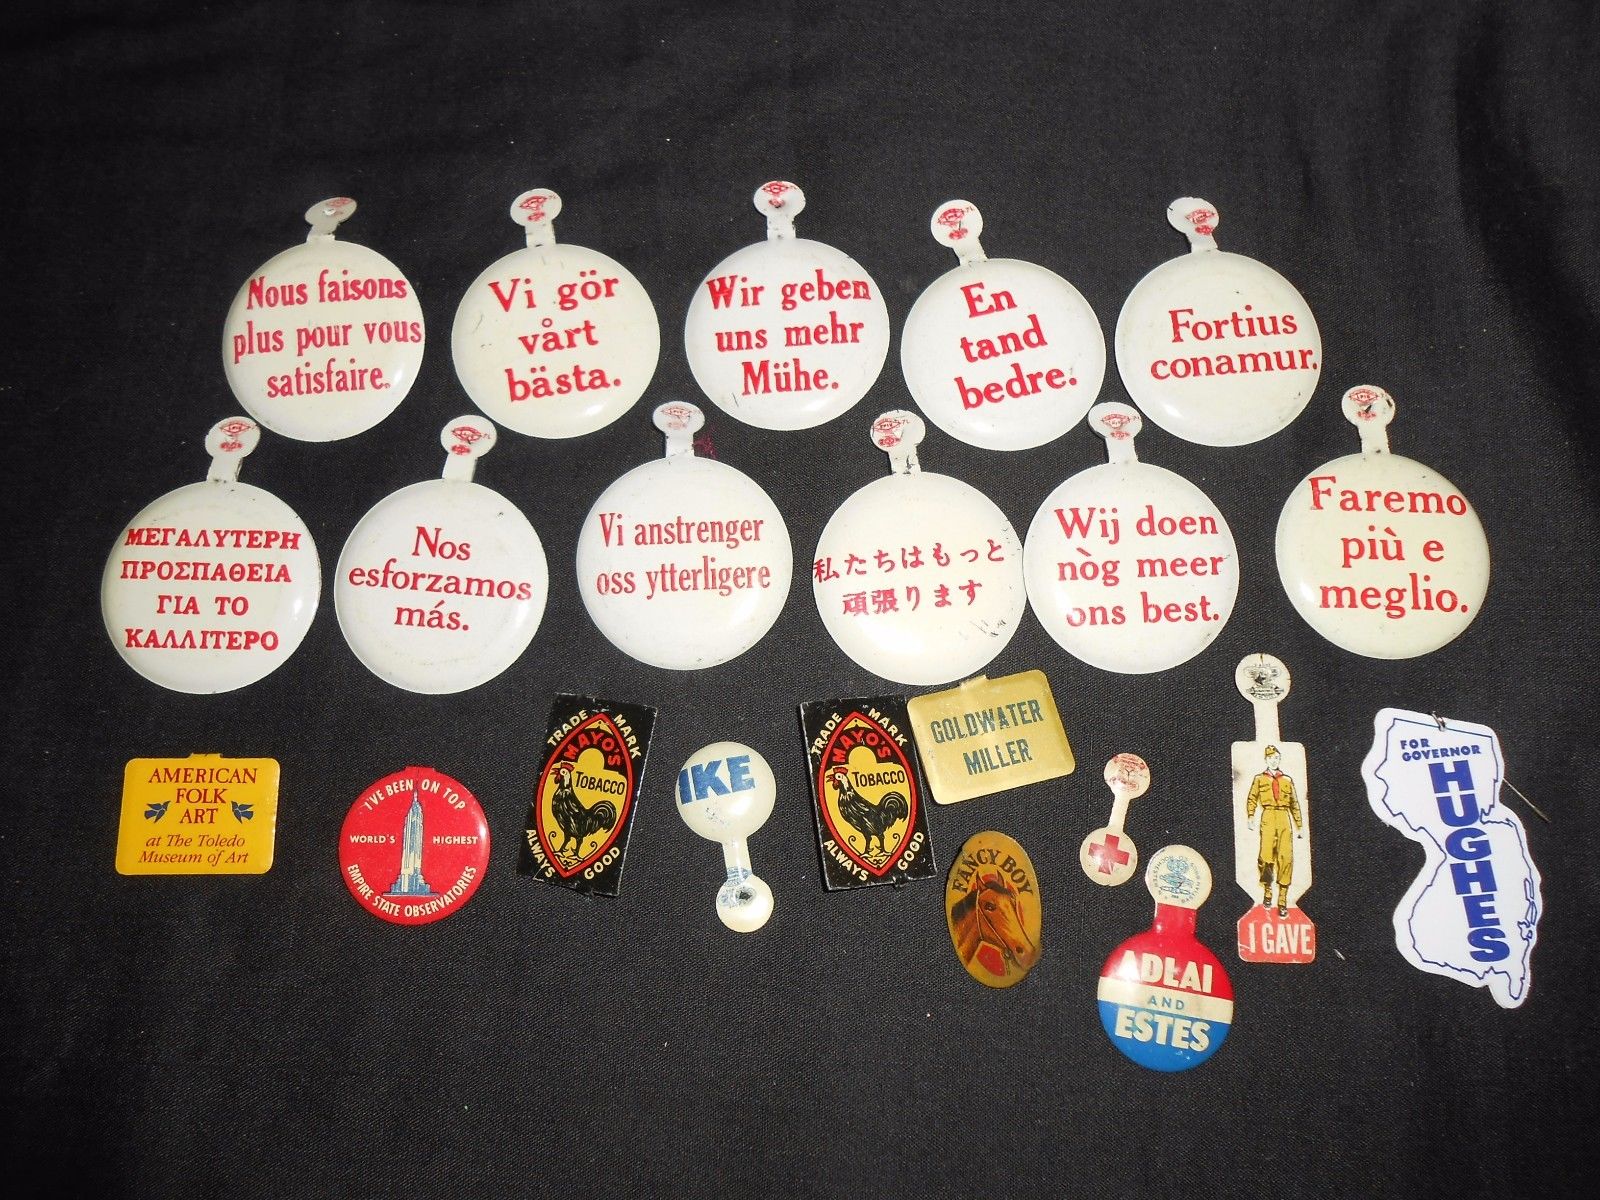 Nous faisons
plus pour vous
satisfaire.
Vi gör
vårt
bästa.
Wir geben
uns mehr
Mühe.
En
tand
bedre.
Fortius
conamur.
ΜΕΓΑΛΥΤΕΡΗ
ΠΡΟΣΠΑΘΕΙΑ
ΓΙΑ ΤΟ
ΚΑΛΛΙΤΕΡΟ
Nos
esforzamos
más.
Vi anstrenger
oss ytterligere
私たちはもっと
頑張ります
Wij doen
nòg meer
ons best.
Faremo
più e
meglio.
AMERICAN
FOLK
ART
at The Toledo
Museum of Art
I'VE BEEN ON TOP
WORLD'S HIGHEST
EMPIRE STATE OBSERVATORIES
TRADE MARK
MAYO'S
TOBACCO
ALWAYS GOOD
IKE
TRADE MARK
MAYO'S
TOBACCO
ALWAYS GOOD
GOLDWATER
MILLER
FANCY BOY
ADLAI
AND
ESTES
I GAVE
FOR
GOVERNOR
HUGHES